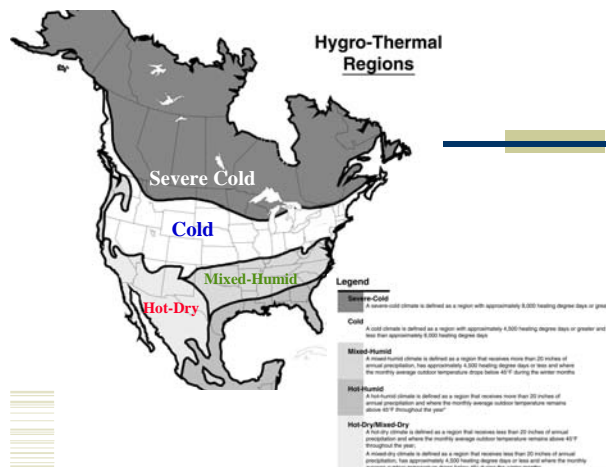 Hygro-Thermal
Regions
Severe Cold
Cold
Mixed-Humid
Hot-Dry
Legend
Severe-Cold
A severe-cold climate is defined as a region with approximately 8,000 heating degree days or grea
Cold
A cold climate is defined as a region with approximately 4,500 heating degree days or greater and
less than approximately 8,000 heating degree days
Mixed-Humid
A mixed-humid climate is defined as a region that receives more than 20 inches of
annual precipitation, has approximately 4,500 heating degree days or less and where
the monthly average outdoor temperature drops below 45°F during the winter months
Hot-Humid
A hot-humid climate is defined as a region that receives more than 20 inches of
annual precipitation and where the monthly average outdoor temperature remains
above 45°F throughout the year*
Hot-Dry/Mixed-Dry
A hot-dry climate is defined as a region that receives less than 20 inches of annual
precipitation and where the monthly average outdoor temperature remains above 45°F
throughout the year.
A mixed-dry climate is defined as a region that receives less than 20 inches of
annual precipitation, has approximately 4,500 heating degree days or less and where the monthly